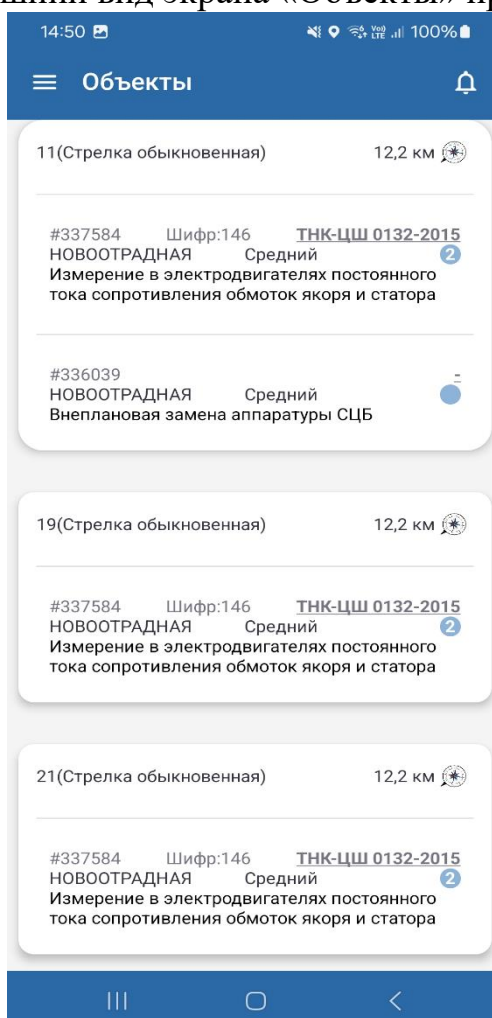 вид экрана «Объекты»
14:50 100%
Объекты
11(Стрелка обыкновенная) 12,2 км
#337584 Шифр:146 ТНК-ЦШ 0132-2015
НОВООТРАДНАЯ Средний 2
Измерение в электродвигателях постоянного
тока сопротивления обмоток якоря и статора
#336039 -
НОВООТРАДНАЯ Средний
Внеплановая замена аппаратуры СЦБ
19(Стрелка обыкновенная) 12,2 км
#337584 Шифр:146 ТНК-ЦШ 0132-2015
НОВООТРАДНАЯ Средний 2
Измерение в электродвигателях постоянного
тока сопротивления обмоток якоря и статора
21(Стрелка обыкновенная) 12,2 км
#337584 Шифр:146 ТНК-ЦШ 0132-2015
НОВООТРАДНАЯ Средний 2
Измерение в электродвигателях постоянного
тока сопротивления обмоток якоря и статора